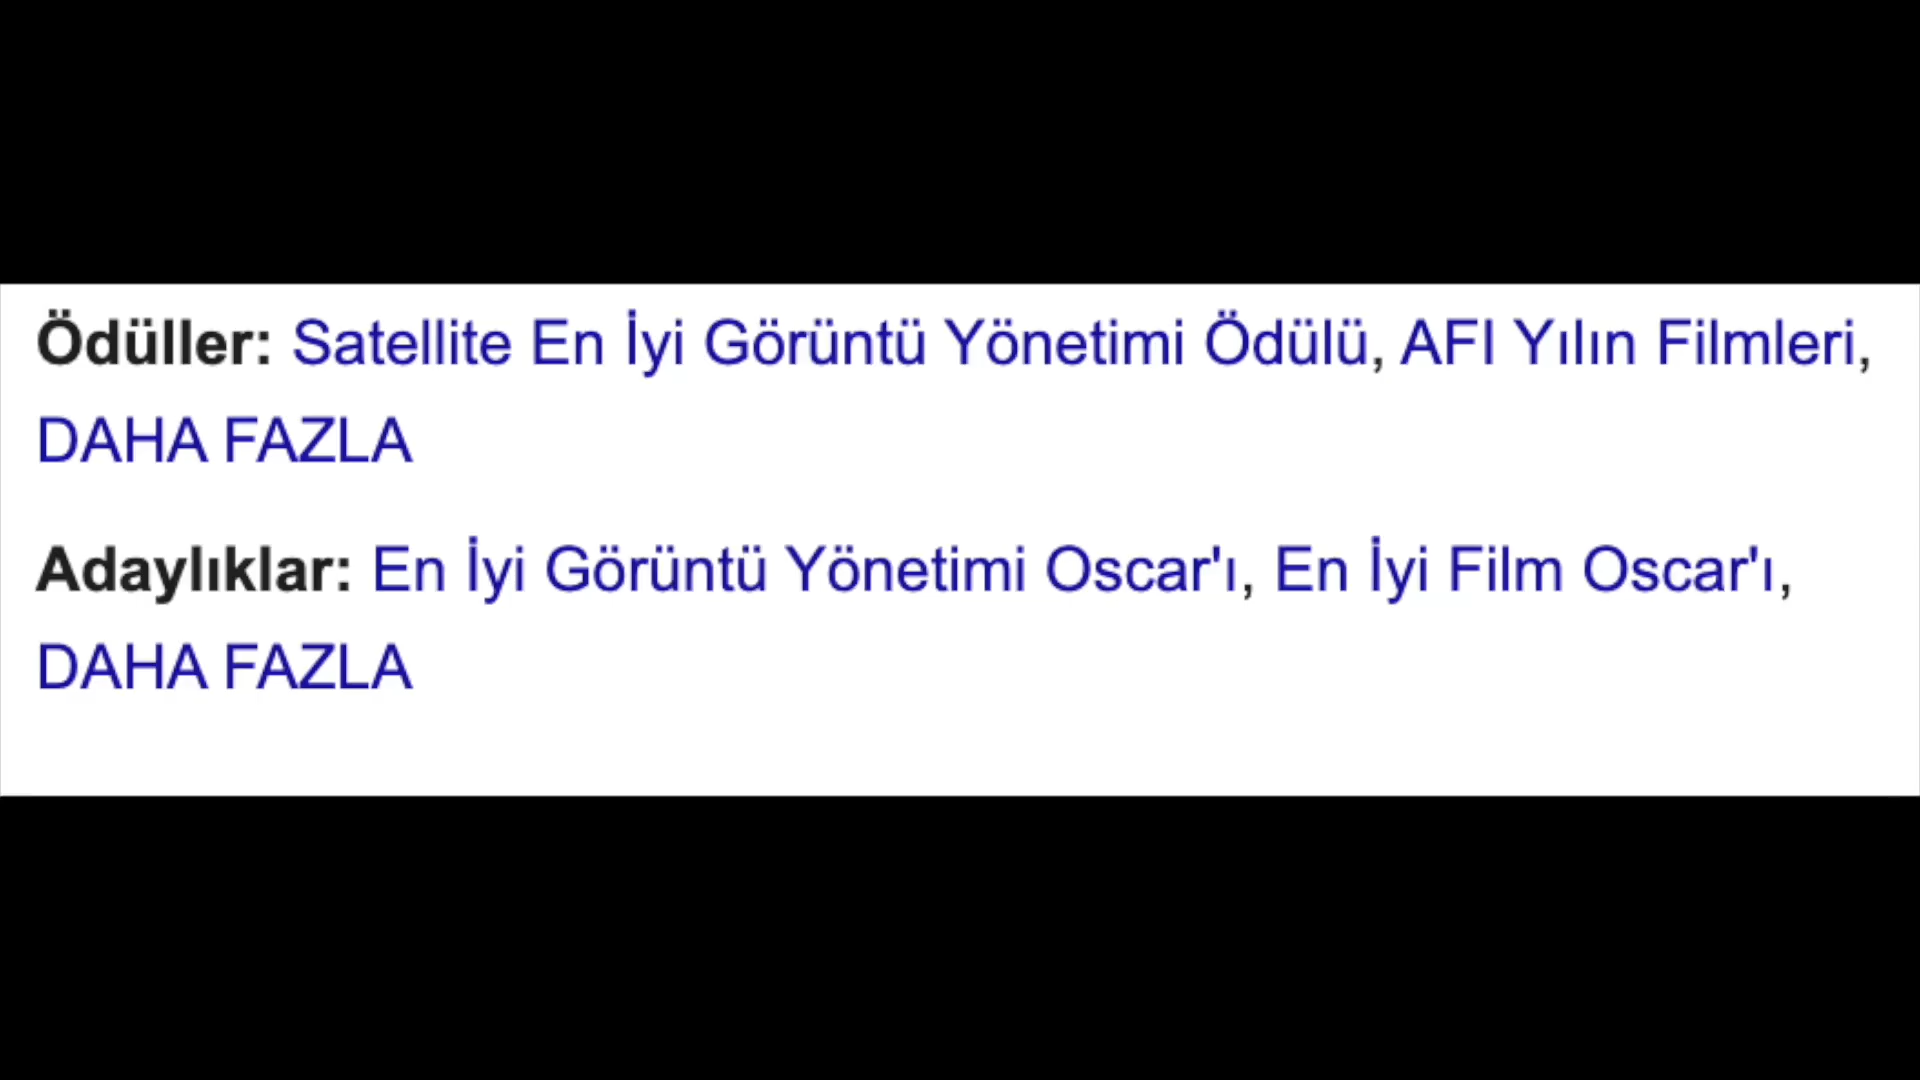 Ödüller: Satellite En İyi Görüntü Yönetimi Ödülü, AFI Yılın Filmleri,
DAHA FAZLA
Adaylıklar: En İyi Görüntü Yönetimi Oscar'ı, En İyi Film Oscar'ı,
DAHA FAZLA